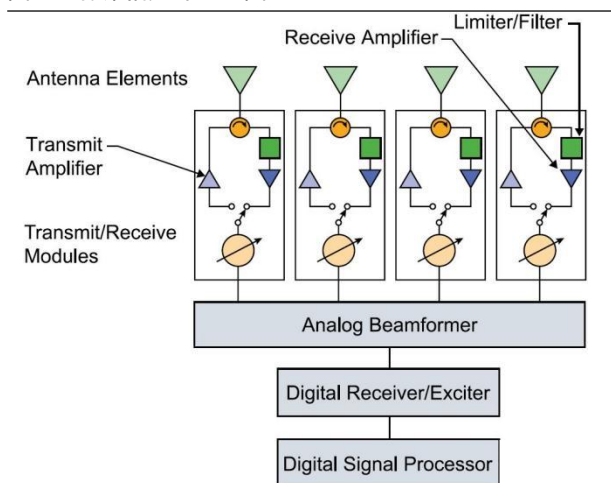 Limiter/Filter
Receive Amplifier
Antenna Elements
Transmit
Amplifier
Transmit/Receive
Modules
Analog Beamformer
Digital Receiver/Exciter
Digital Signal Processor